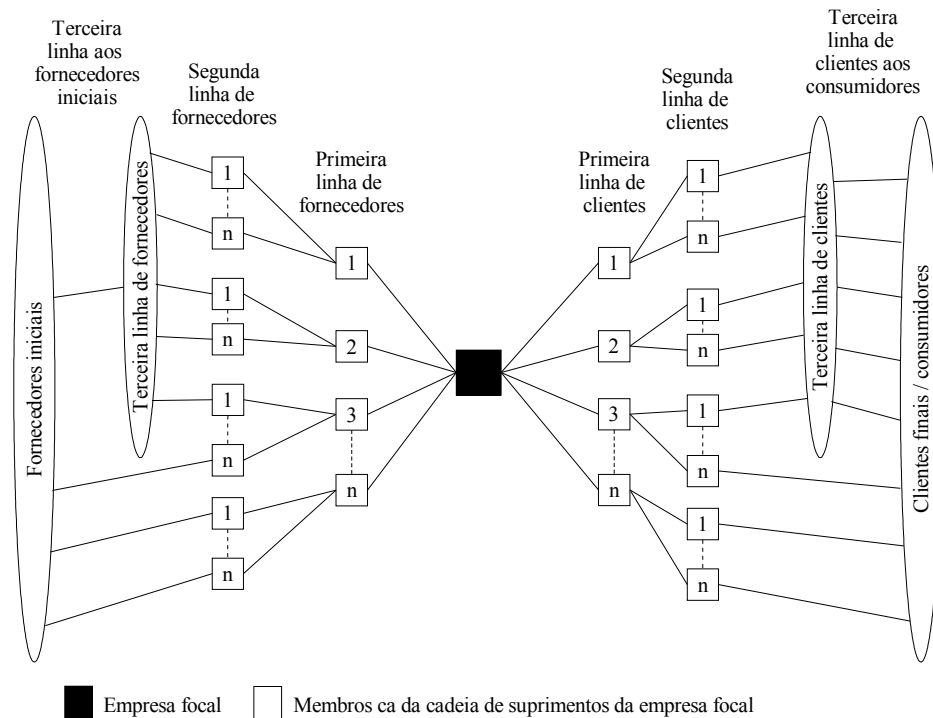 Terceira
linha aos
fornecedores
iniciais
Segunda
linha de
fornecedores
Primeira
linha de
fornecedores
Primeira
linha de
clientes
Segunda
linha de
clientes
Terceira
linha de
clientes aos
consumidores
Fornecedores iniciais
Terceira linha de fornecedores
1
n
1
n
1
n
1
n
1
2
3
n
1
2
3
n
1
n
1
n
1
n
1
n
Terceira linha de clientes
Clientes finais / consumidores
Empresa focal
Membros ca da cadeia de suprimentos da empresa focal